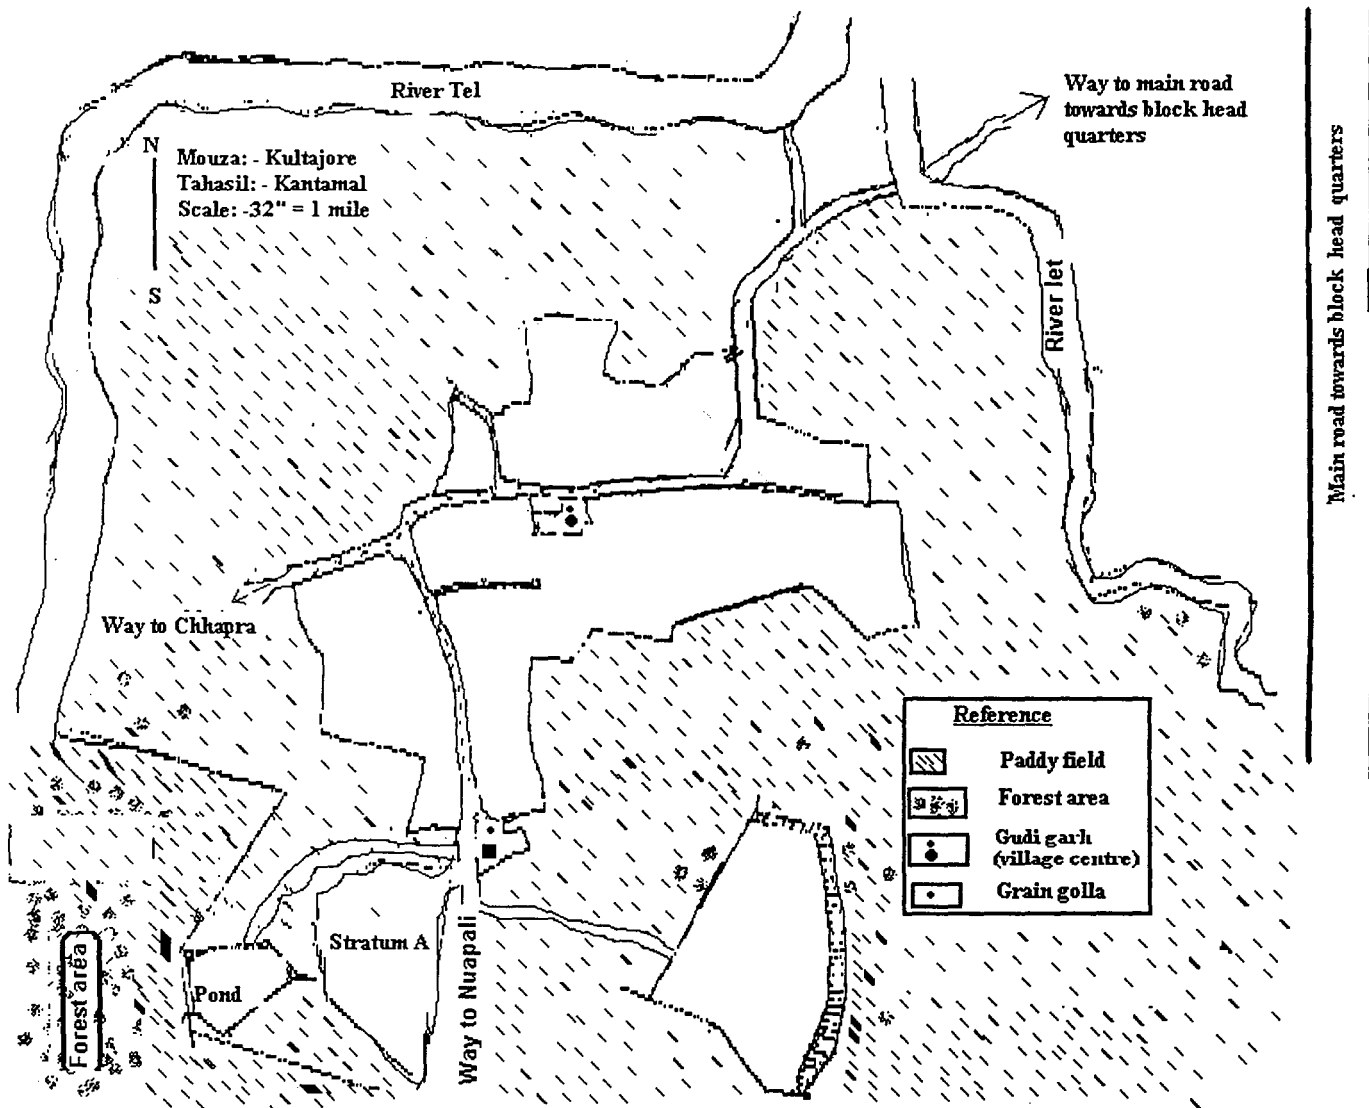 River Tel
Way to main road
towards block head
quarters
N
Mouza: - Kultajore
Tahasil: - Kantamal
Scale: -32" = 1 mile
S
River let
Main road towards block head quarters
Way to Chhapra
Reference
Paddy field
Forest area
Gudi garh
(village centre)
Grain golla
Stratum A
Way to Nuapali
Forest area
Pond